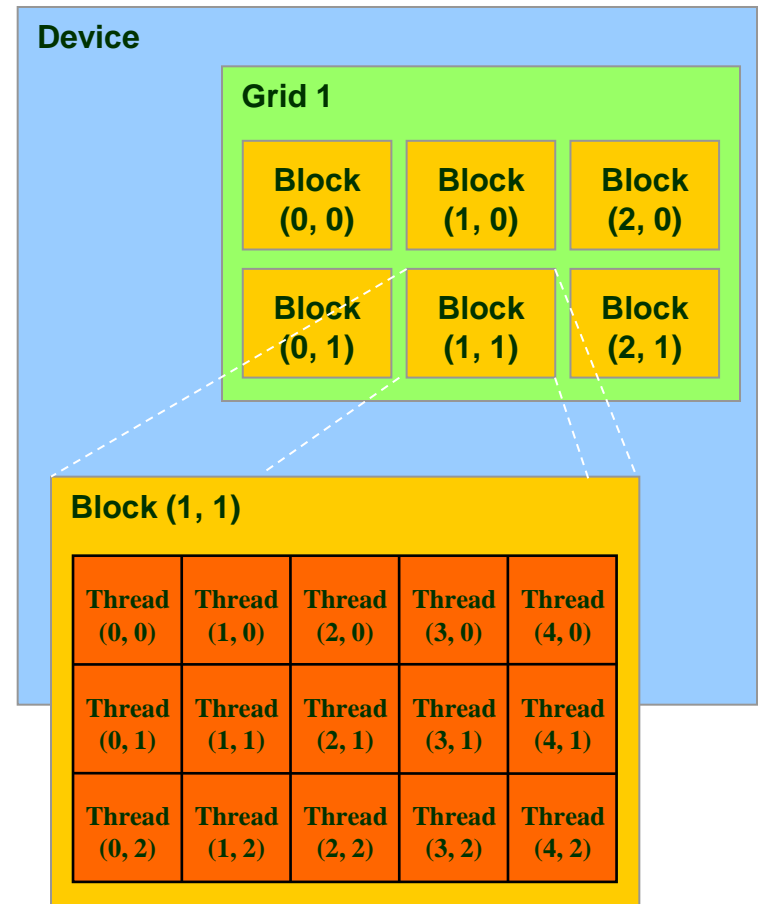 Device
Grid 1
Block
(0, 0)
Block
(1, 0)
Block
(2, 0)
Block
(0, 1)
Block
(1, 1)
Block
(2, 1)
Block (1, 1)
Thread
(0, 0)
Thread
(1, 0)
Thread
(2, 0)
Thread
(3, 0)
Thread
(4, 0)
Thread
(0, 1)
Thread
(1, 1)
Thread
(2, 1)
Thread
(3, 1)
Thread
(4, 1)
Thread
(0, 2)
Thread
(1, 2)
Thread
(2, 2)
Thread
(3, 2)
Thread
(4, 2)